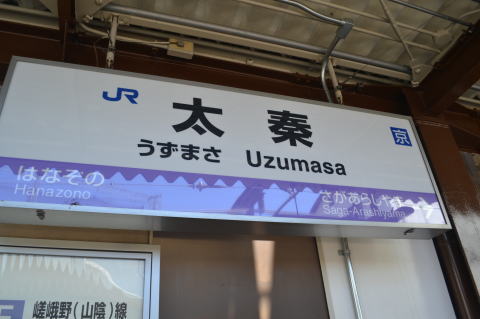 JR
太秦
京
うずまさ Uzumasa
はなぞの
Hanazono
さがあらしやま
Saga-Arashiyama
嵯峨野(山陰)線